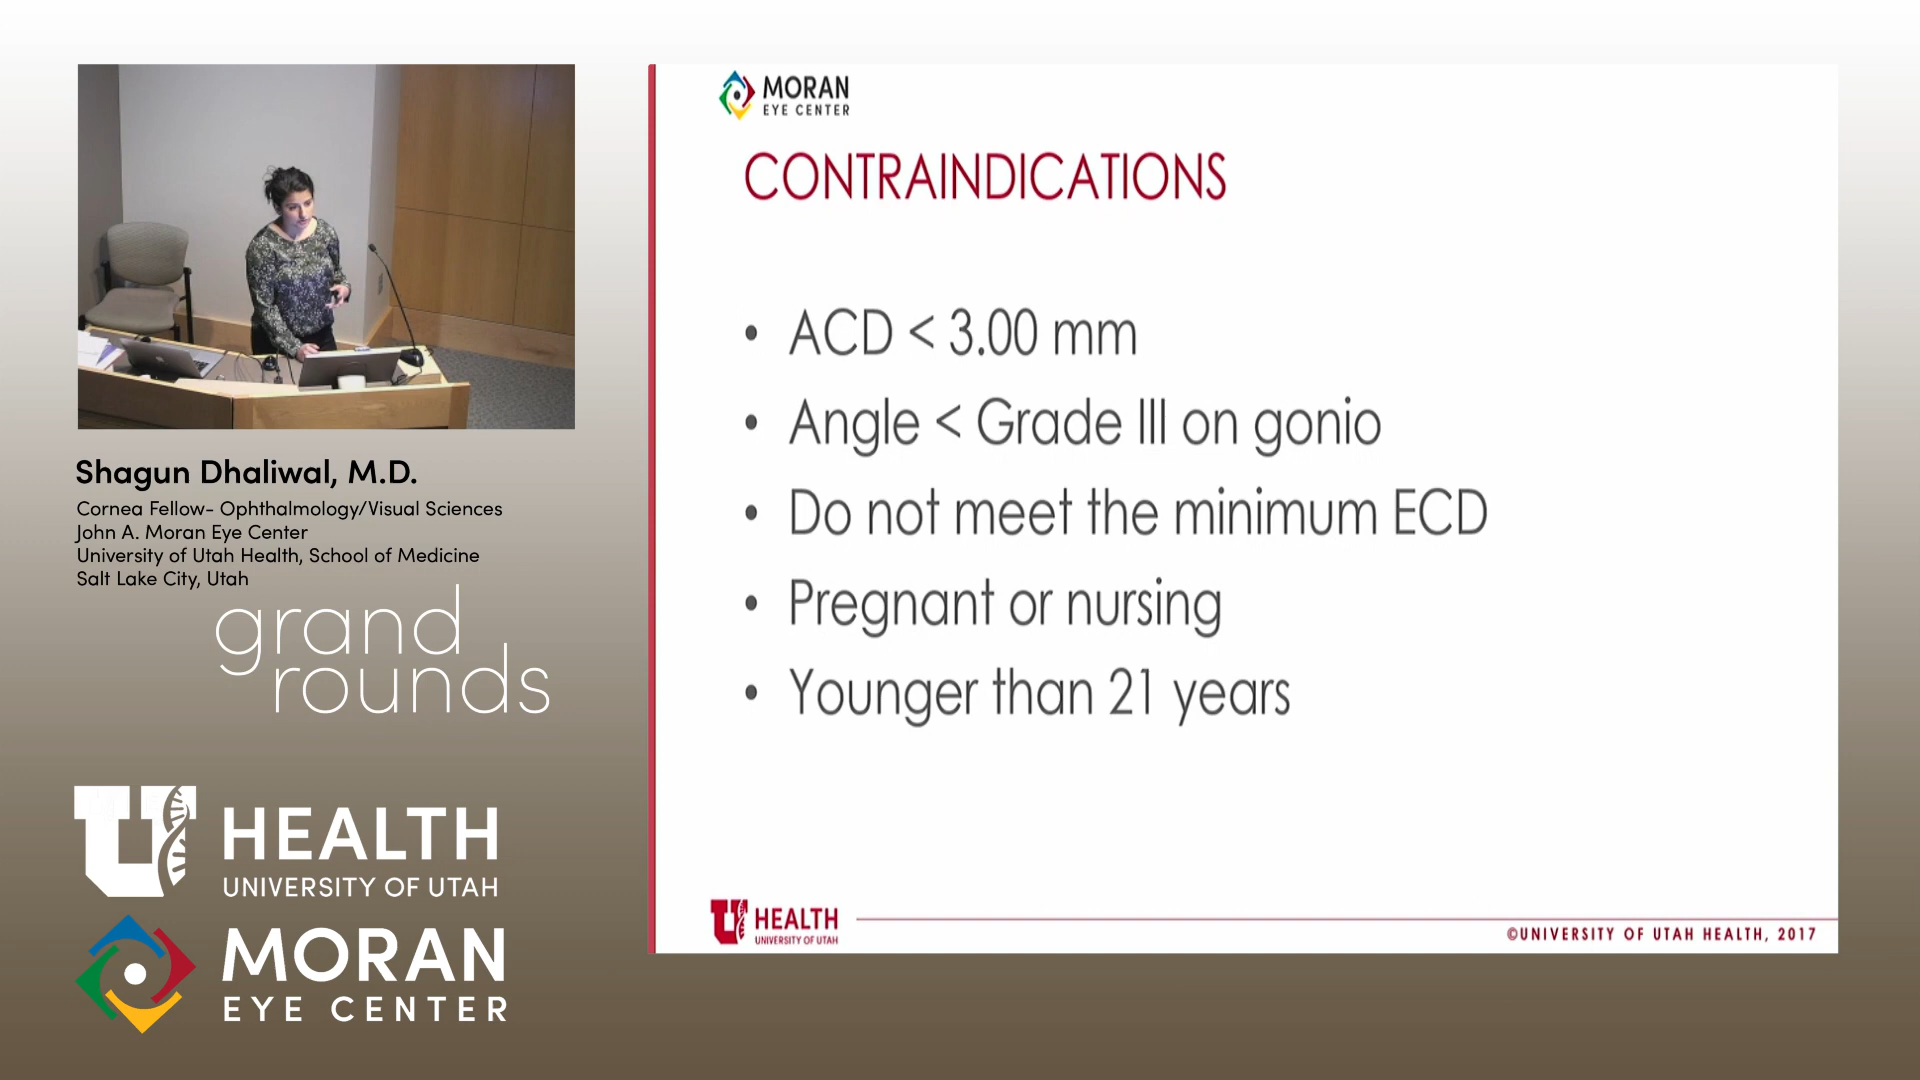 Shagun Dhaliwal, M.D.
Cornea Fellow- Ophthalmology/Visual Sciences
John A. Moran Eye Center
University of Utah Health, School of Medicine
Salt Lake City, Utah
grand
rounds
U HEALTH
UNIVERSITY OF UTAH
MORAN
EYE CENTER
MORAN
EYE CENTER
CONTRAINDICATIONS
• ACD < 3.00 mm
• Angle < Grade III on gonio
• Do not meet the minimum ECD
• Pregnant or nursing
• Younger than 21 years
U HEALTH
UNIVERSITY OF UTAH
©UNIVERSITY OF UTAH HEALTH, 2017